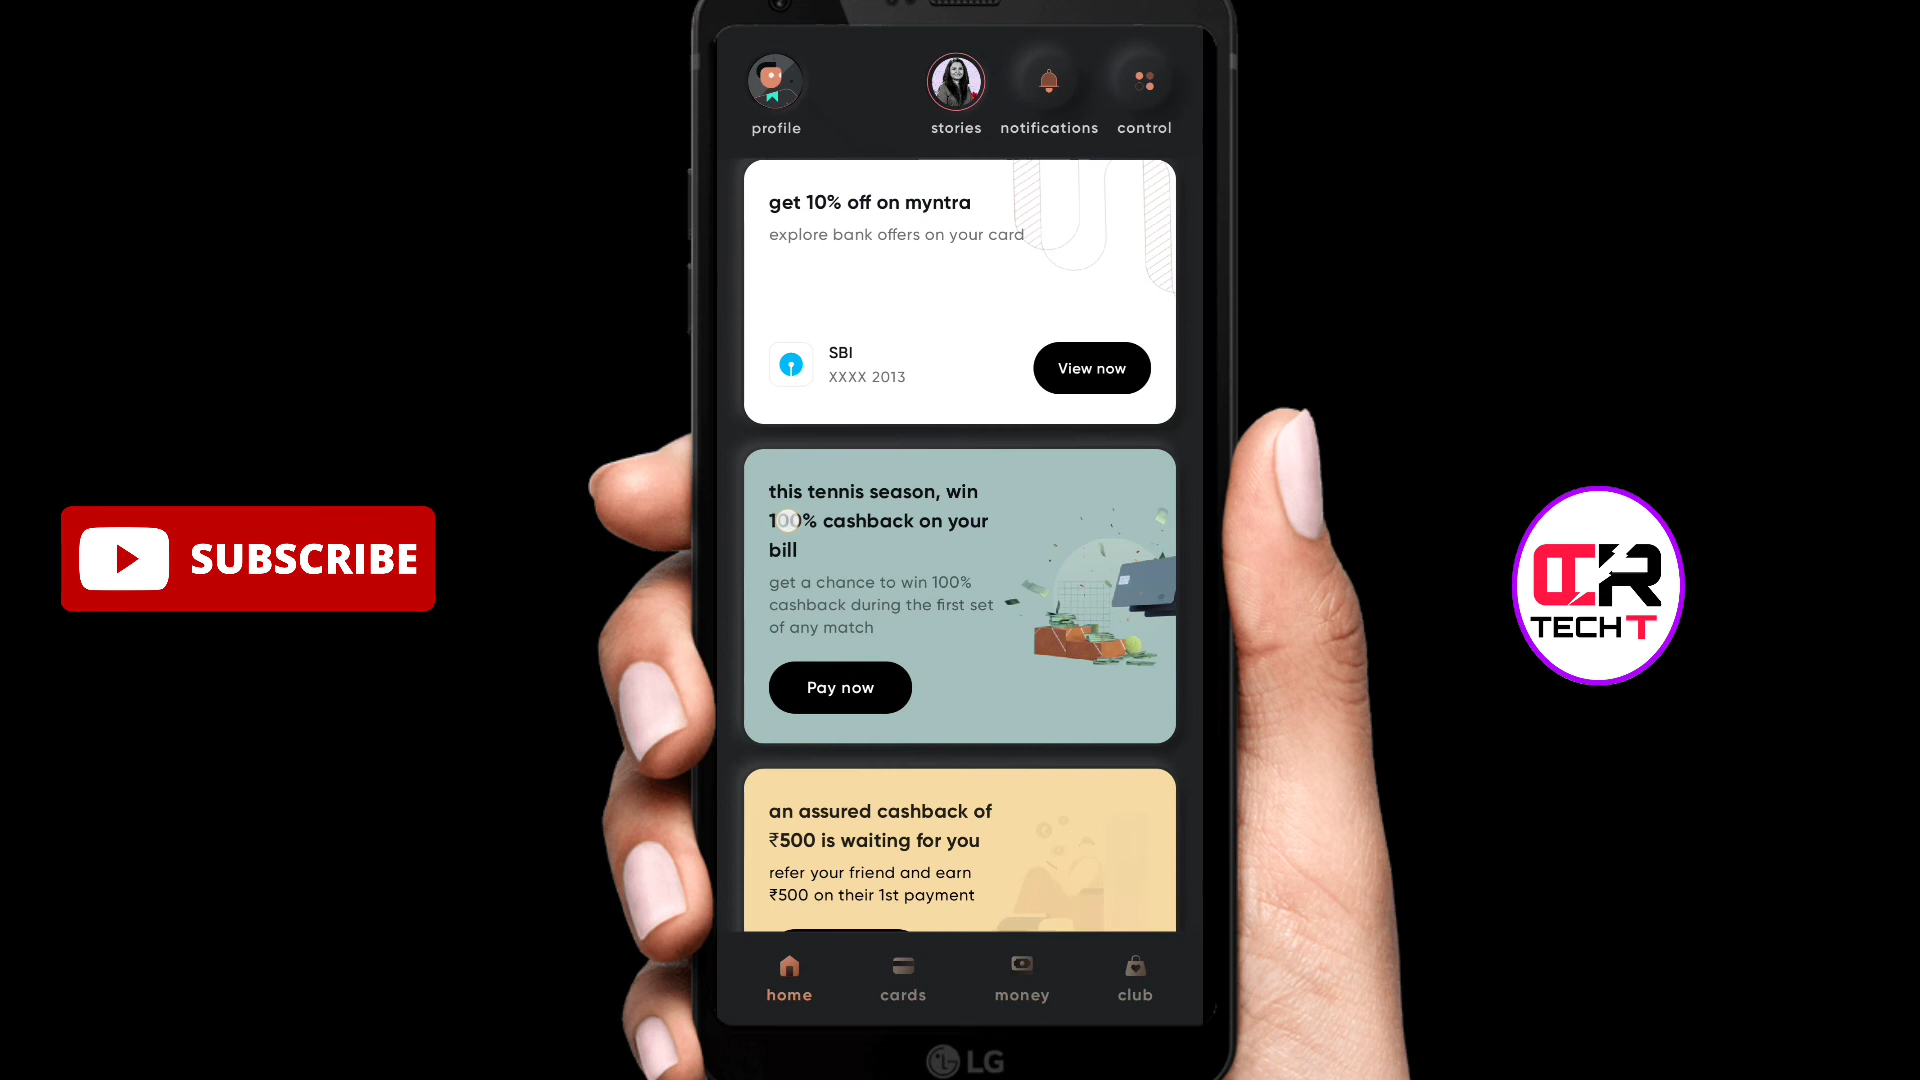 profile
stories
notifications
control
get 10% off on myntra
explore bank offers on your card
SBI
XXXX 2013
View now
this tennis season, win
100% cashback on your
bill
get a chance to win 100%
cashback during the first set
of any match
Pay now
an assured cashback of
₹500 is waiting for you
refer your friend and earn
₹500 on their 1st payment
home
cards
money
club
LG
SUBSCRIBE
CR
TECH T